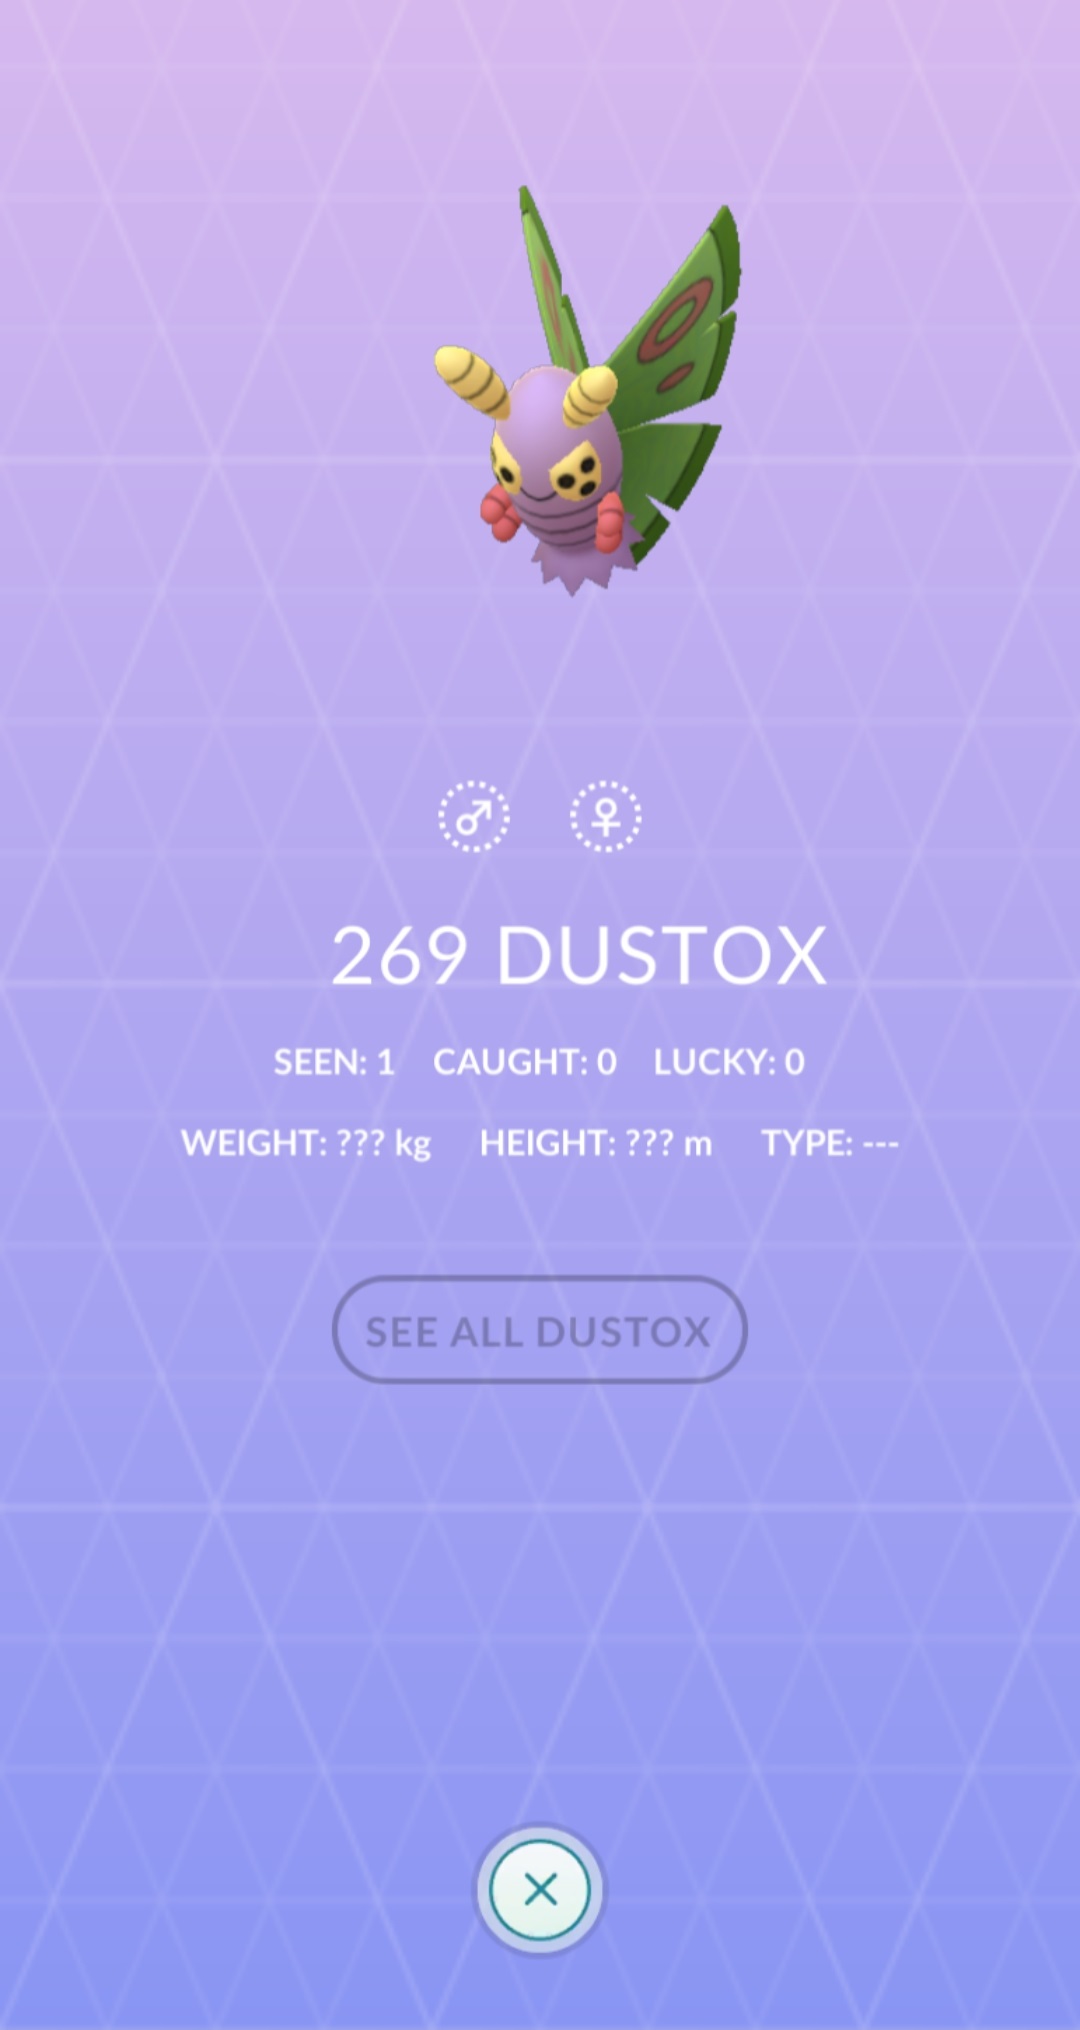 269 DUSTOX
SEEN: 1 CAUGHT: 0 LUCKY: 0
WEIGHT: ??? kg HEIGHT: ??? m TYPE: ---
SEE ALL DUSTOX